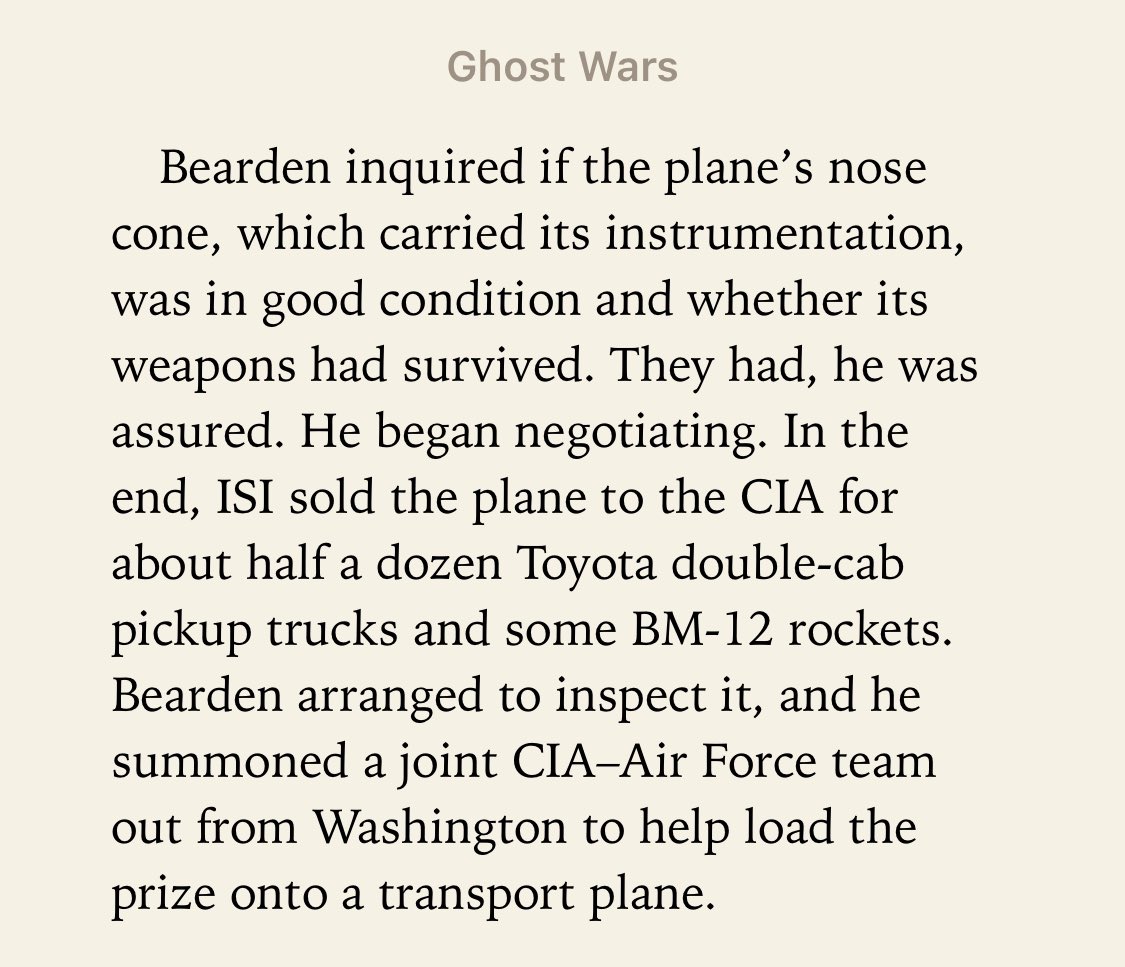 Ghost Wars
Bearden inquired if the plane’s nose
cone, which carried its instrumentation,
was in good condition and whether its
weapons had survived. They had, he was
assured. He began negotiating. In the
end, ISI sold the plane to the CIA for
about half a dozen Toyota double-cab
pickup trucks and some BM-12 rockets.
Bearden arranged to inspect it, and he
summoned a joint CIA–Air Force team
out from Washington to help load the
prize onto a transport plane.